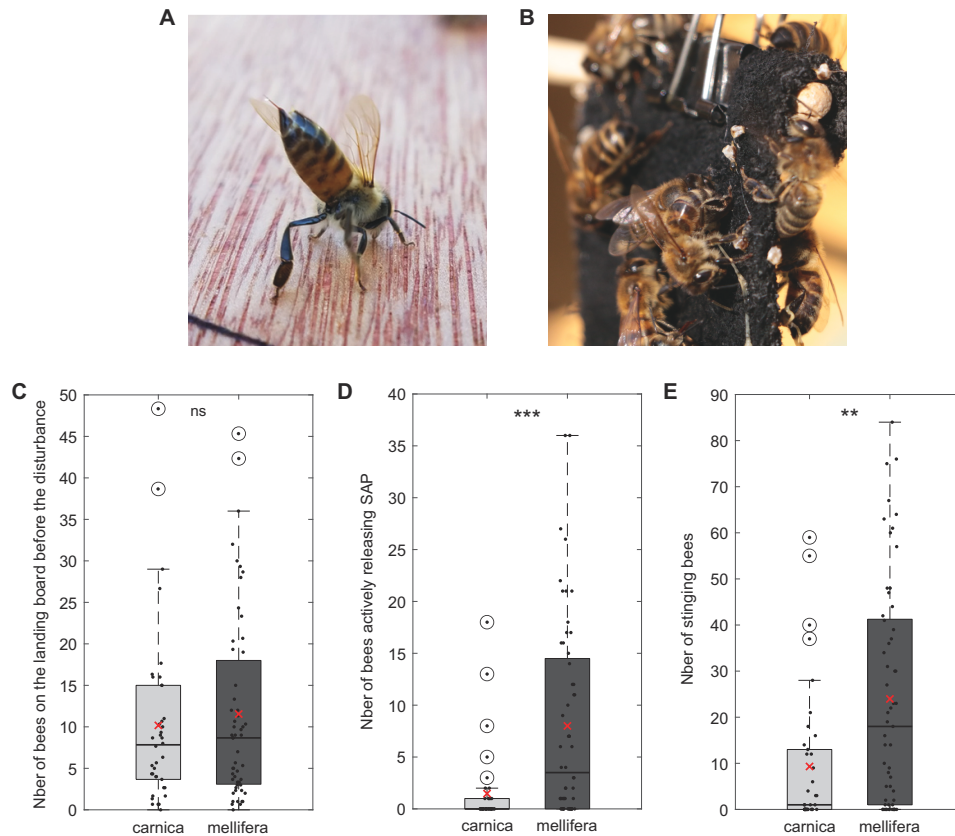 A
B
C
Nber of bees on the landing board before the disturbance
50
45
40
35
30
25
20
15
10
5
0
ns
carnica
mellifera
D
Nber of bees actively releasing SAP
40
35
30
25
20
15
10
5
0
***
carnica
mellifera
E
Nber of stinging bees
90
80
70
60
50
40
30
20
10
0
**
carnica
mellifera